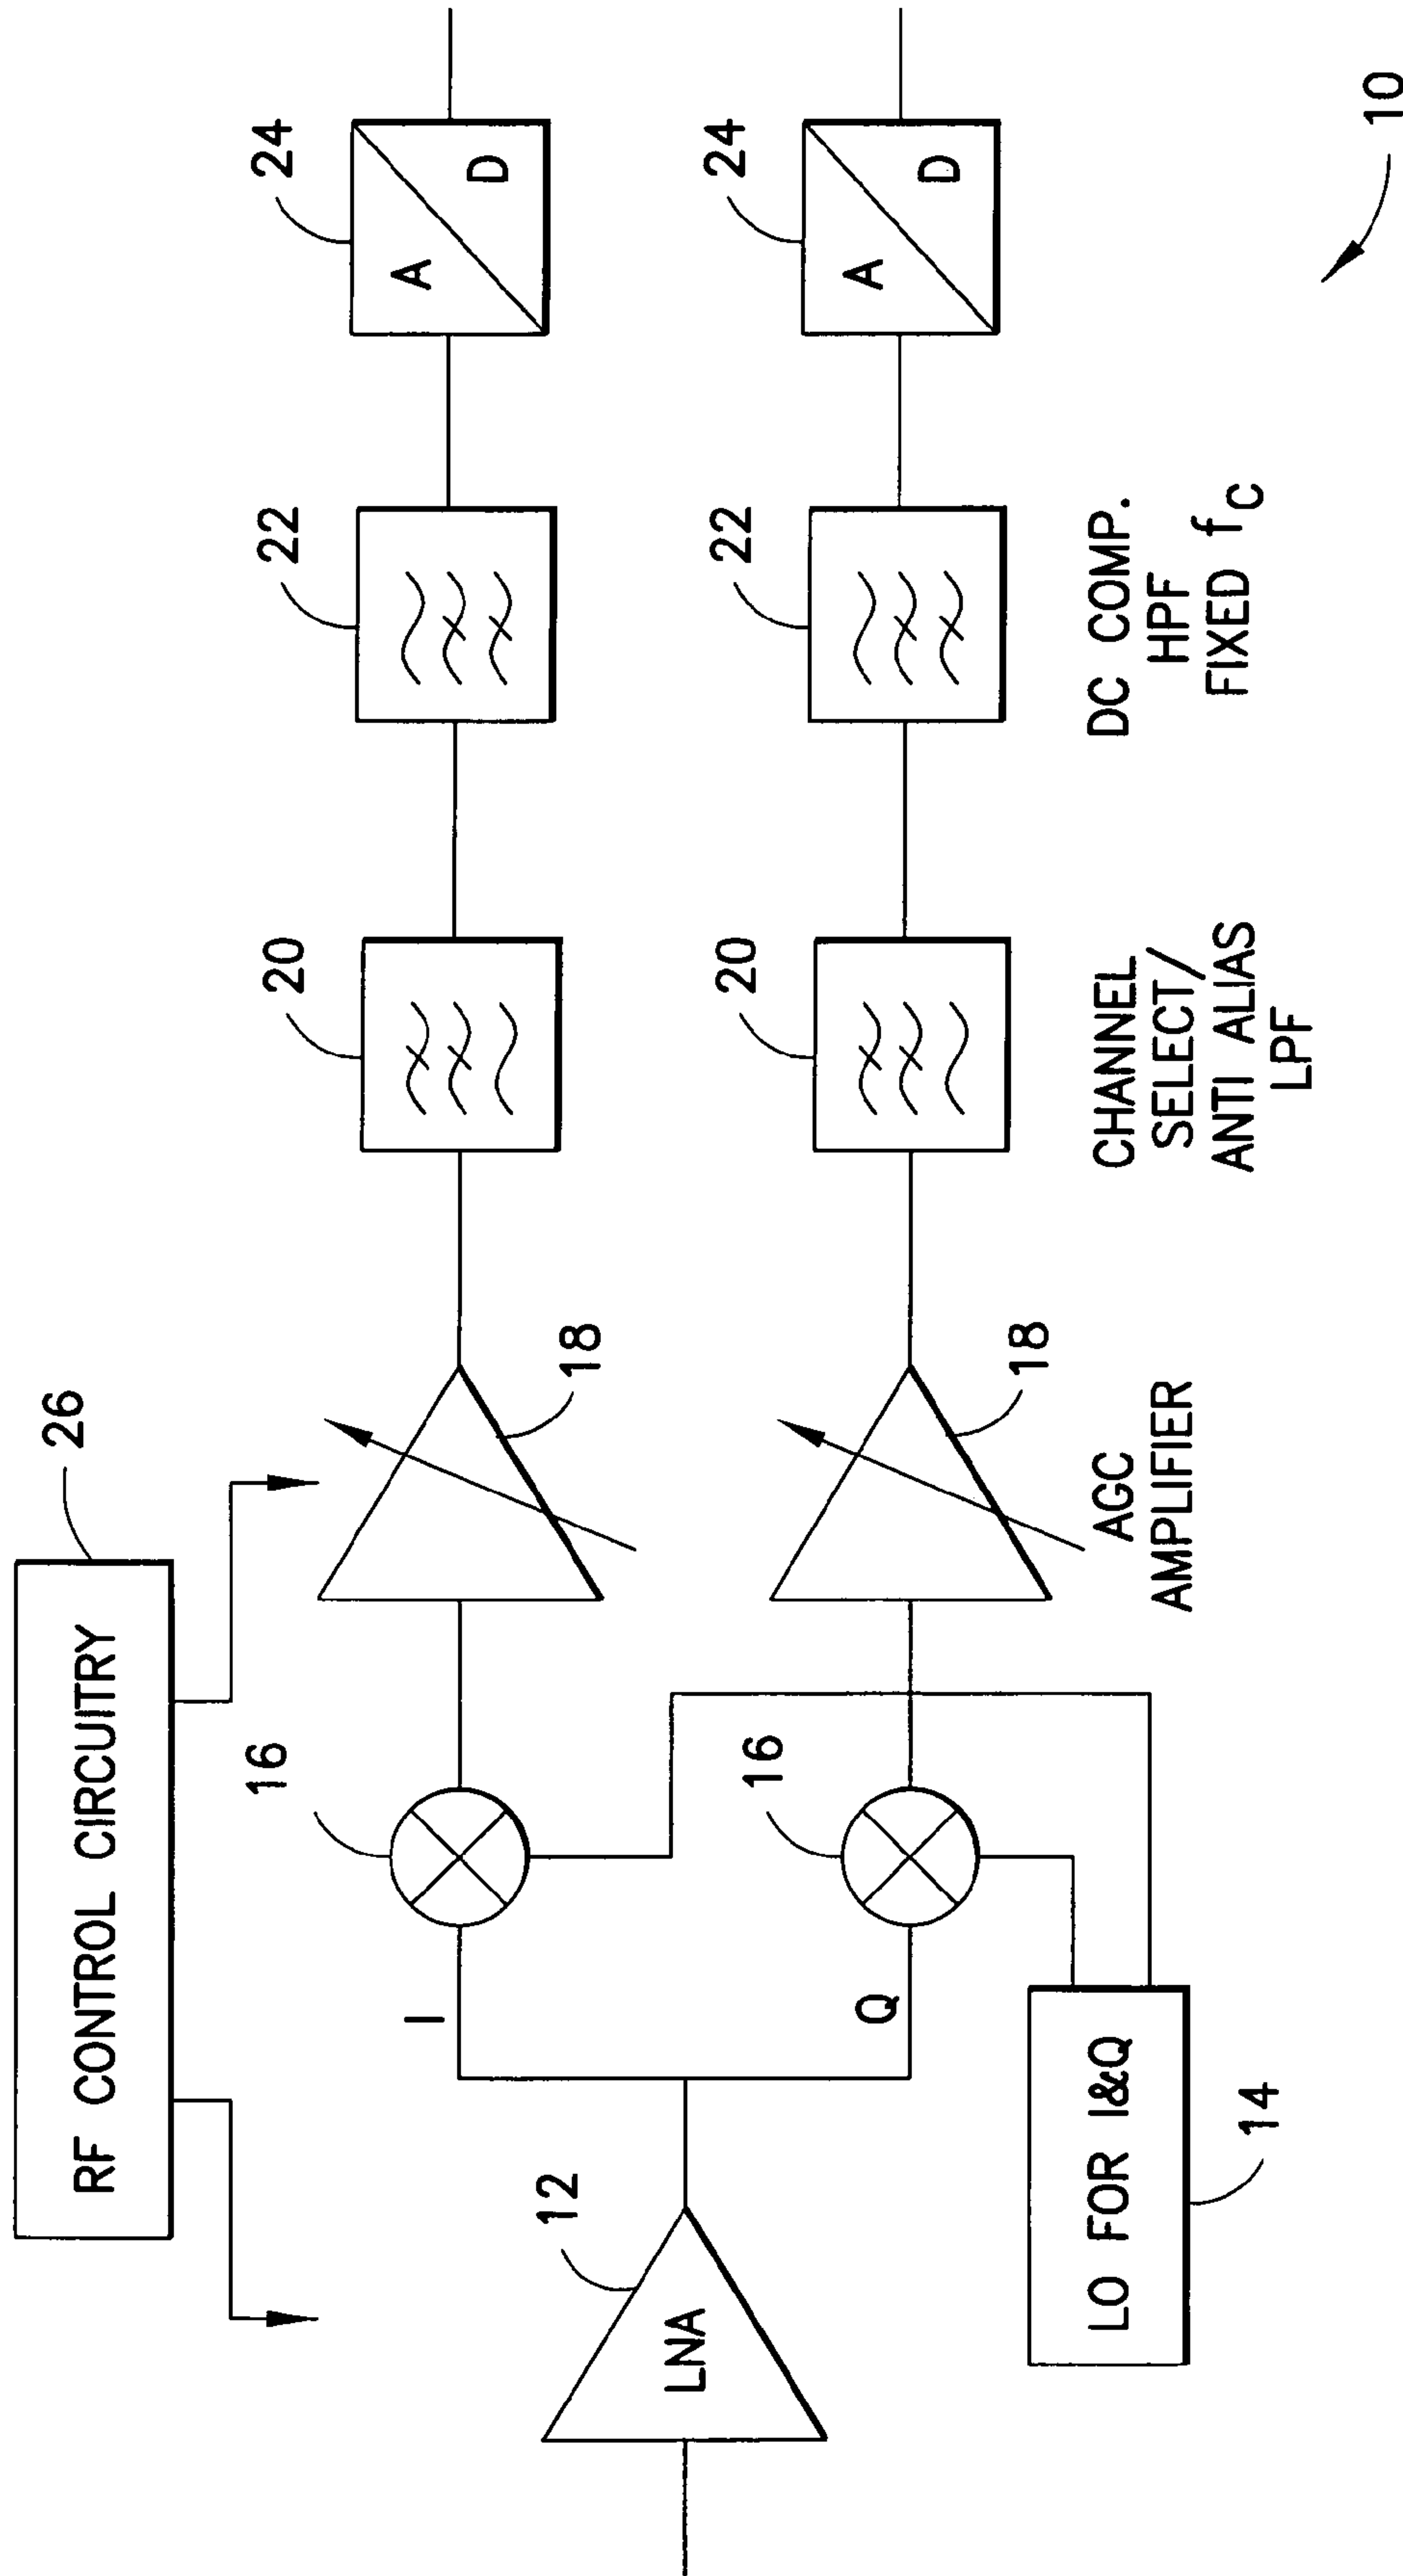 RF CONTROL CIRCUITRY
26
LNA
12
I
Q
16
16
LO FOR I&Q
14
18
18
AGC
AMPLIFIER
20
20
CHANNEL
SELECT/
ANTI ALIAS
LPF
22
22
DC COMP.
HPF
FIXED fC
24
A
D
24
A
D
10